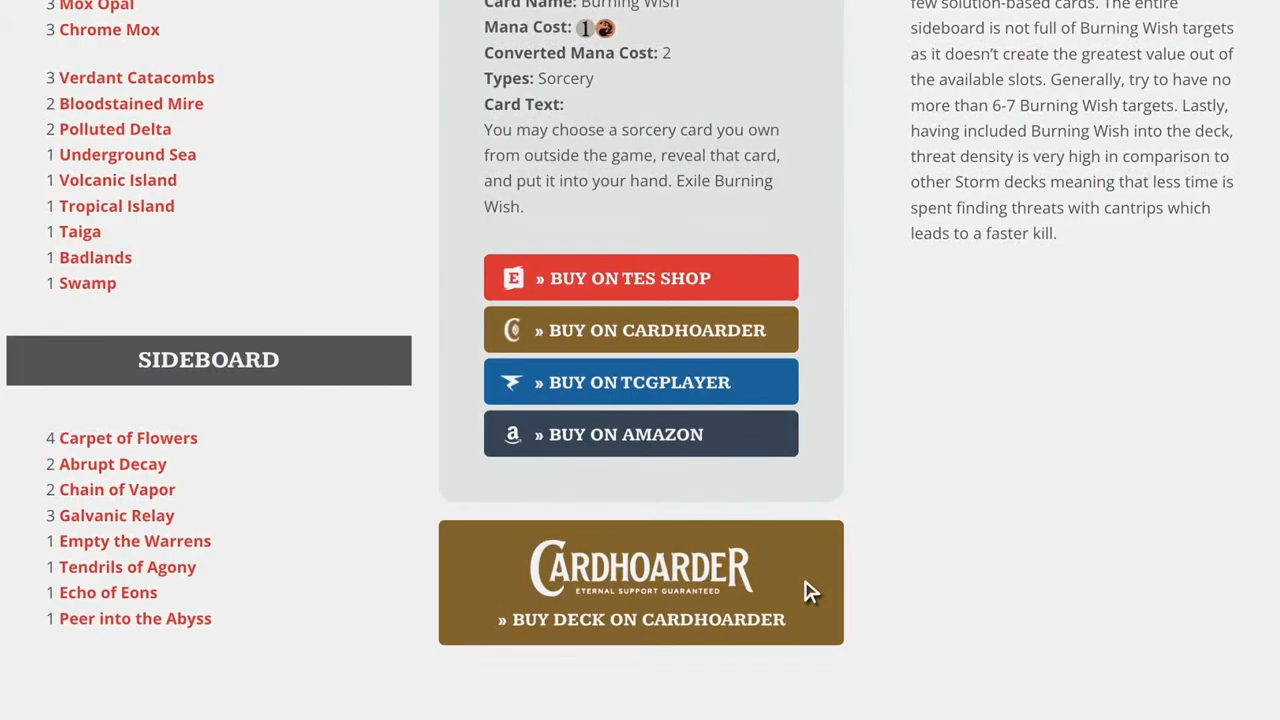 3 Mox Opal
3 Chrome Mox
3 Verdant Catacombs
2 Bloodstained Mire
2 Polluted Delta
1 Underground Sea
1 Volcanic Island
1 Tropical Island
1 Taiga
1 Badlands
1 Swamp
SIDEBOARD
4 Carpet of Flowers
2 Abrupt Decay
2 Chain of Vapor
3 Galvanic Relay
1 Empty the Warrens
1 Tendrils of Agony
1 Echo of Eons
1 Peer into the Abyss
Card Name: Burning Wish
Mana Cost: 1
Converted Mana Cost: 2
Types: Sorcery
Card Text:
You may choose a sorcery card you own
from outside the game, reveal that card,
and put it into your hand. Exile Burning
Wish.
E » BUY ON TES SHOP
» BUY ON CARDHOARDER
» BUY ON TCGPLAYER
a » BUY ON AMAZON
CARDHOARDER
ETERNAL SUPPORT GUARANTEED
» BUY DECK ON CARDHOARDER
few solution-based cards. The entire
sideboard is not full of Burning Wish targets
as it doesn’t create the greatest value out of
the available slots. Generally, try to have no
more than 6-7 Burning Wish targets. Lastly,
having included Burning Wish into the deck,
threat density is very high in comparison to
other Storm decks meaning that less time is
spent finding threats with cantrips which
leads to a faster kill.